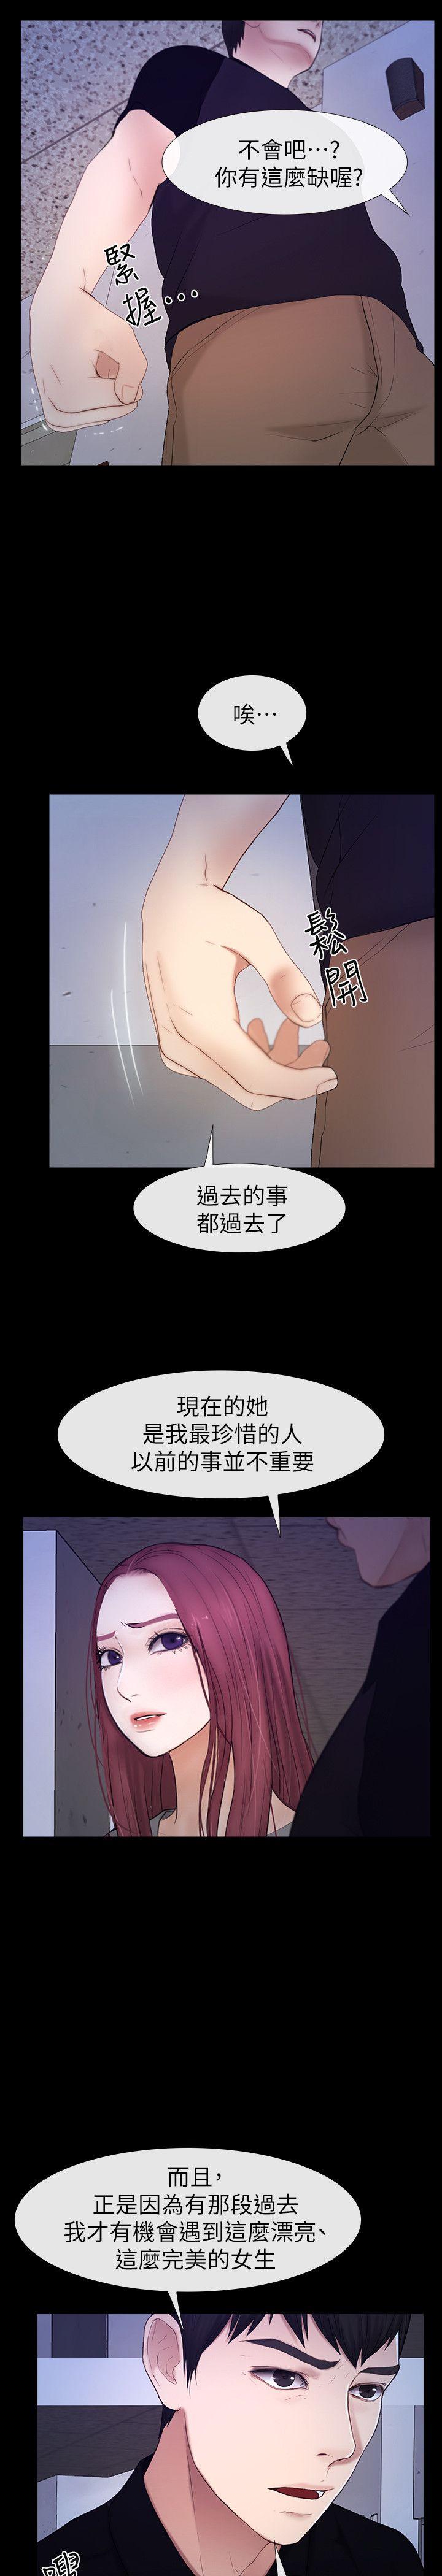 不會吧…?
你有這麼缺喔?
緊握…
唉…
鬆開
過去的事
都過去了
現在的她
是我最珍惜的人
以前的事並不重要
而且,
正是因為有那段過去
我才有機會遇到這麼漂亮、
這麼完美的女生